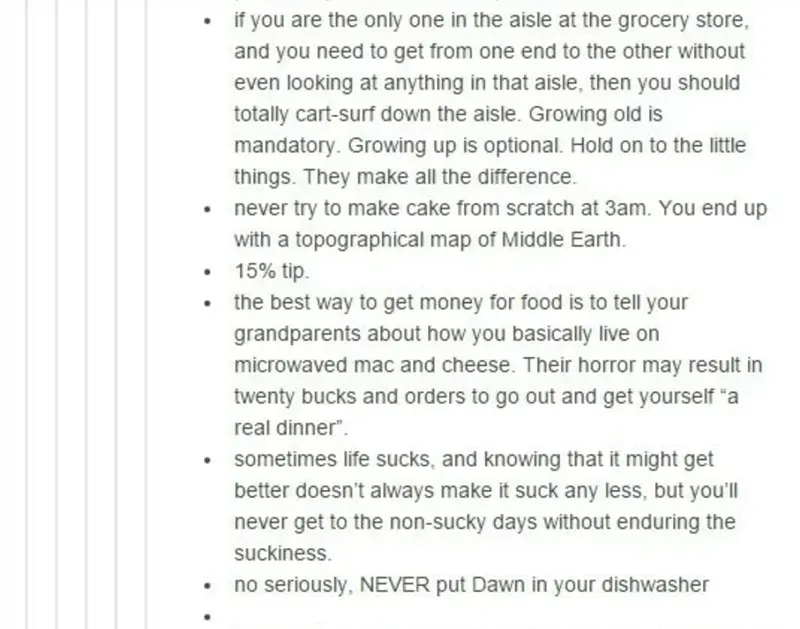 • if you are the only one in the aisle at the grocery store,
and you need to get from one end to the other without
even looking at anything in that aisle, then you should
totally cart-surf down the aisle. Growing old is
mandatory. Growing up is optional. Hold on to the little
things. They make all the difference.
• never try to make cake from scratch at 3am. You end up
with a topographical map of Middle Earth.
• 15% tip.
• the best way to get money for food is to tell your
grandparents about how you basically live on
microwaved mac and cheese. Their horror may result in
twenty bucks and orders to go out and get yourself “a
real dinner”.
• sometimes life sucks, and knowing that it might get
better doesn’t always make it suck any less, but you’ll
never get to the non-sucky days without enduring the
suckiness.
• no seriously, NEVER put Dawn in your dishwasher
•